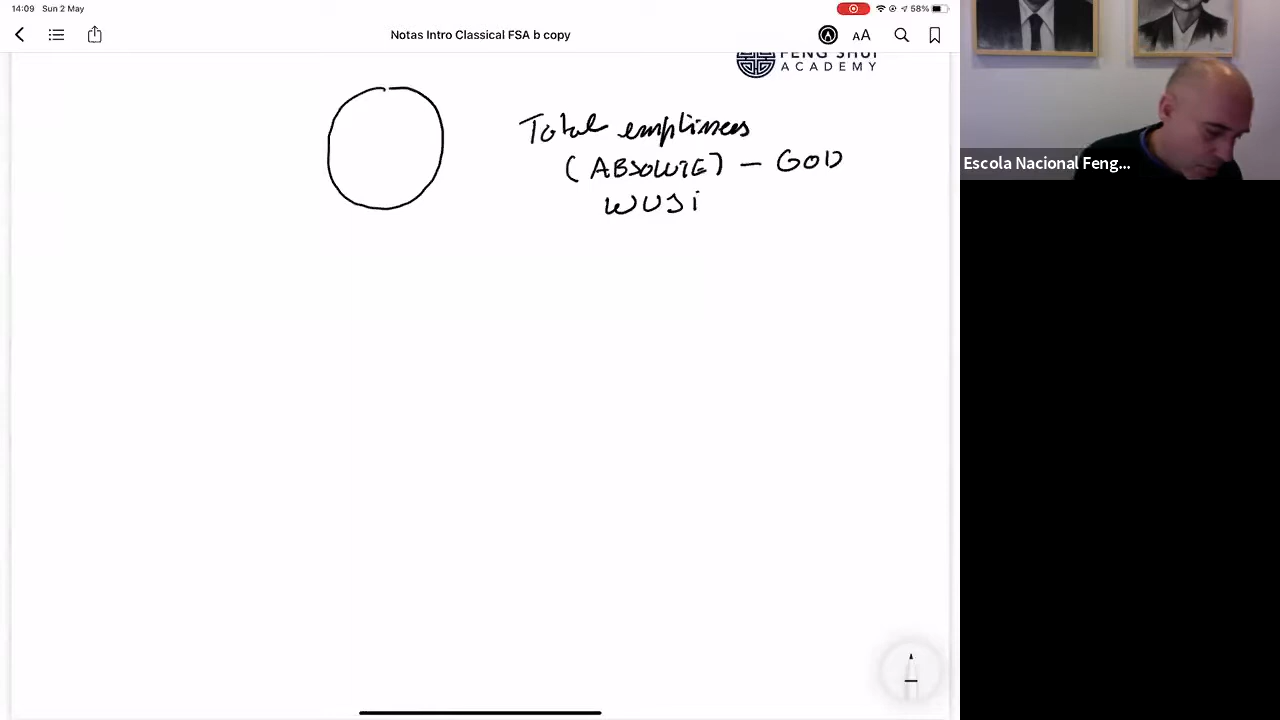 14:09 Sun 2 May
58%
Notas Intro Classical FSA b copy
AA
FENG SHUI
ACADEMY
Total emptiness
(ABSOLUTE) - GOD
WUJi
Escola Nacional Feng...